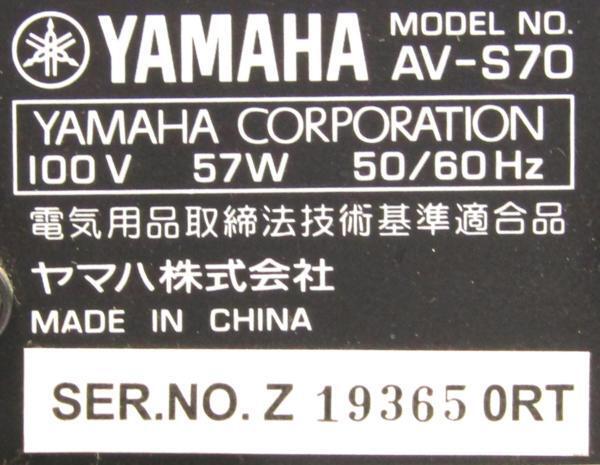 YAMAHA MODEL NO. AV-S70
YAMAHA CORPORATION
100V 57W 50/60Hz
電気用品取締法技術基準適合品
ヤマハ株式会社
MADE IN CHINA
SER.NO. Z 19365 0RT